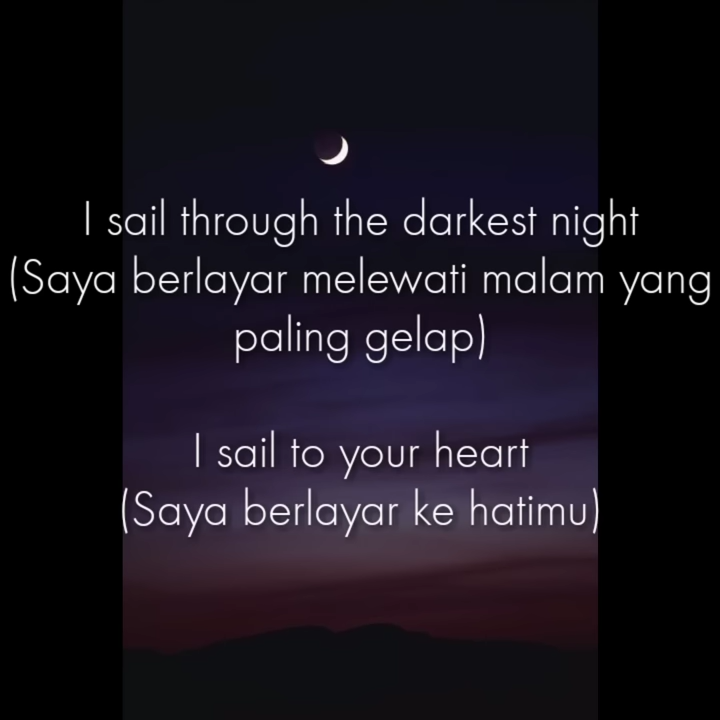 I sail through the darkest night
(Saya berlayar melewati malam yang
paling gelap)
I sail to your heart
(Saya berlayar ke hatimu)